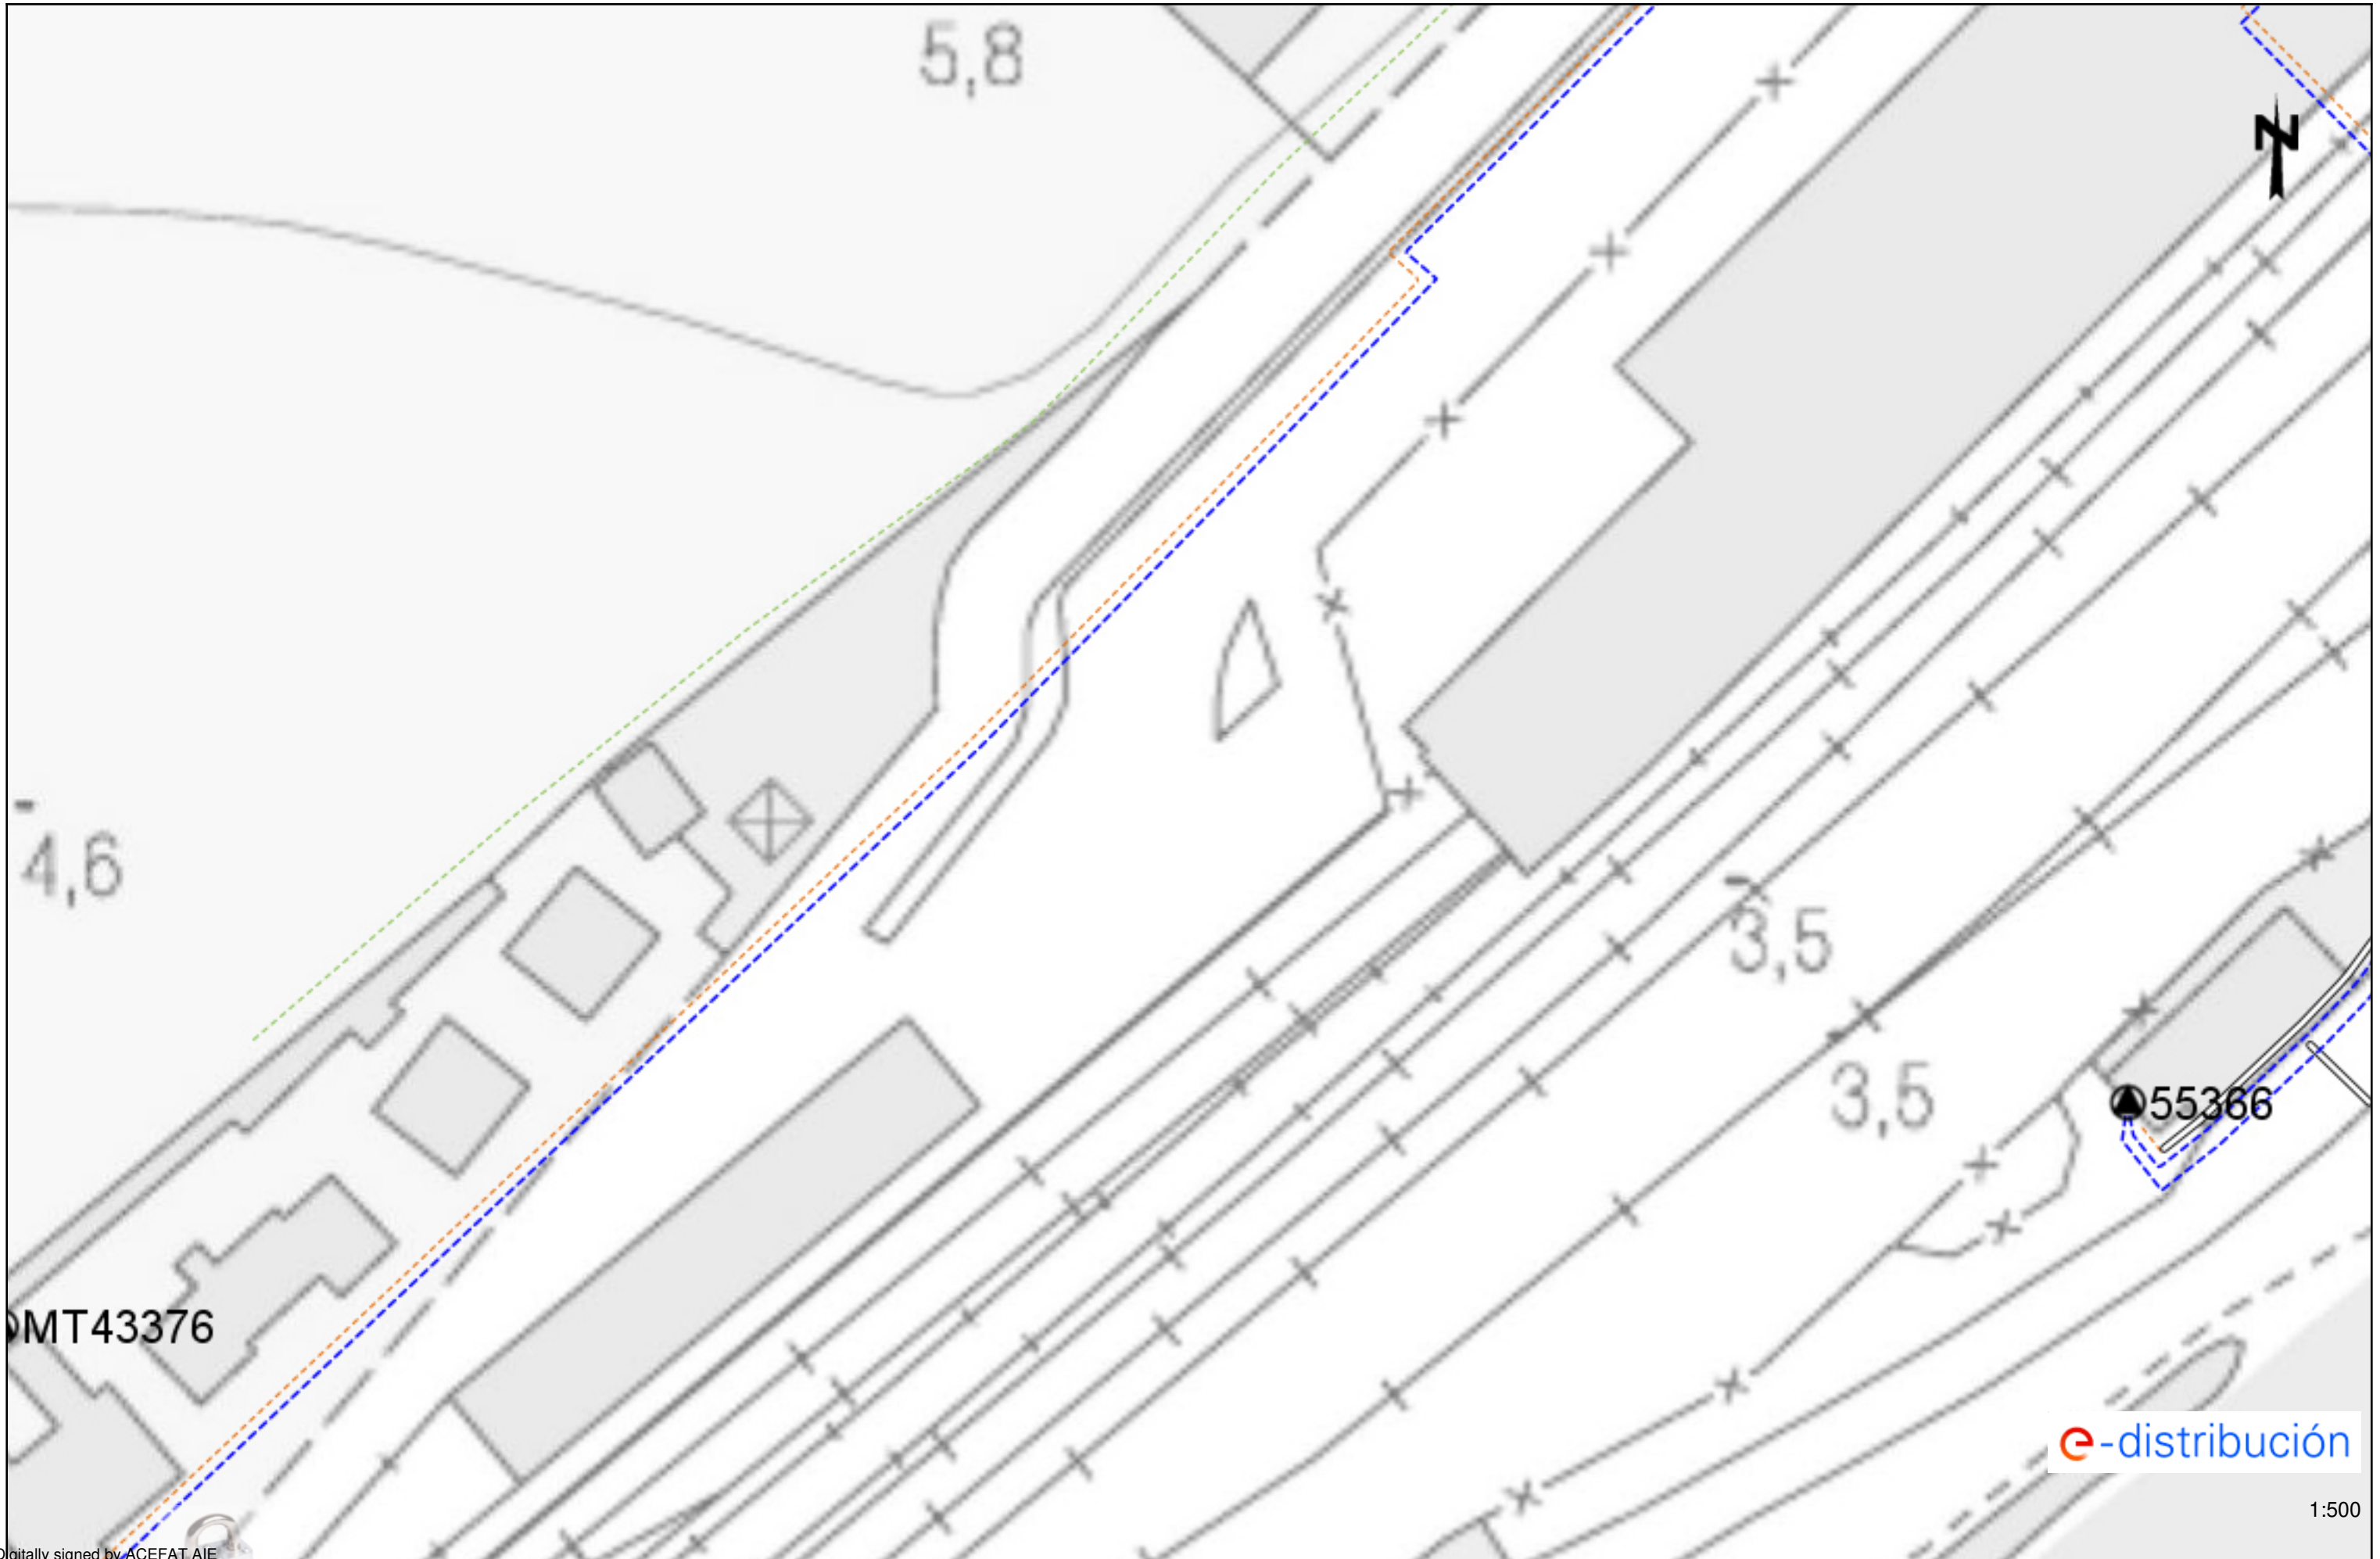 5,8
N
4,6
3,5
3,5
55366
MT43376
e-distribución
1:500
Digitally signed by ACEFAT AIE